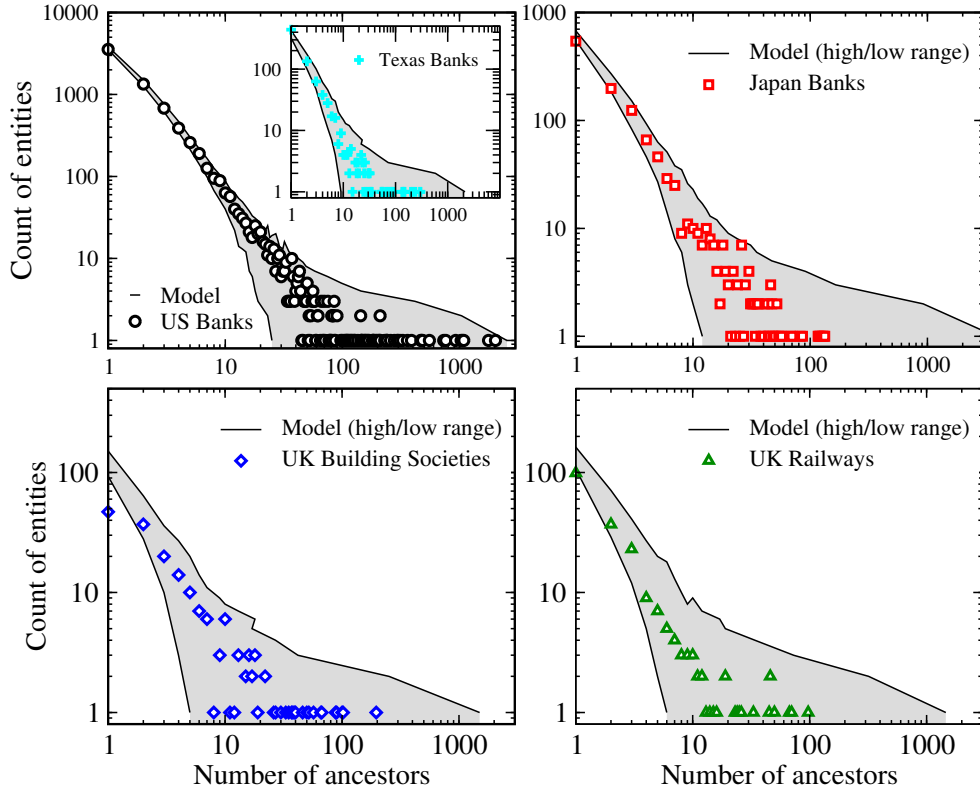 Count of entities
10000
1000
100
10
1
1
10
100
1000
Model
US Banks
100
10
1
1
10
100
1000
Texas Banks
1000
100
10
1
1
10
100
1000
Model (high/low range)
Japan Banks
Count of entities
100
10
1
1
10
100
1000
Number of ancestors
Model (high/low range)
UK Building Societies
100
10
1
1
10
100
1000
Number of ancestors
Model (high/low range)
UK Railways